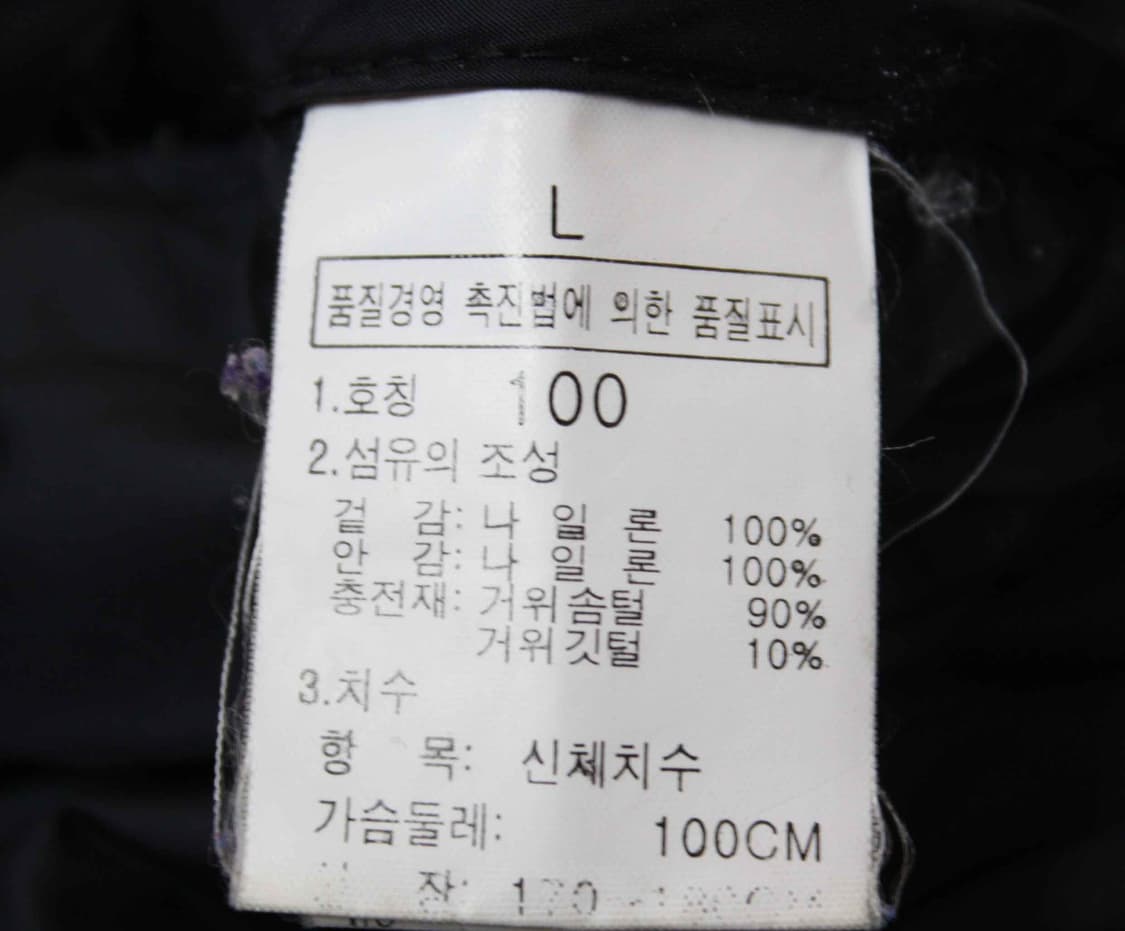 L
품질경영 촉진법에 의한 품질표시
1.호칭 100
2.섬유의 조성
겉 감: 나 일 론 100%
안 감: 나 일 론 100%
충전재: 거위솜털 90%
거위깃털 10%
3.치수
항 목: 신체치수
가슴둘레: 100CM
장: 170